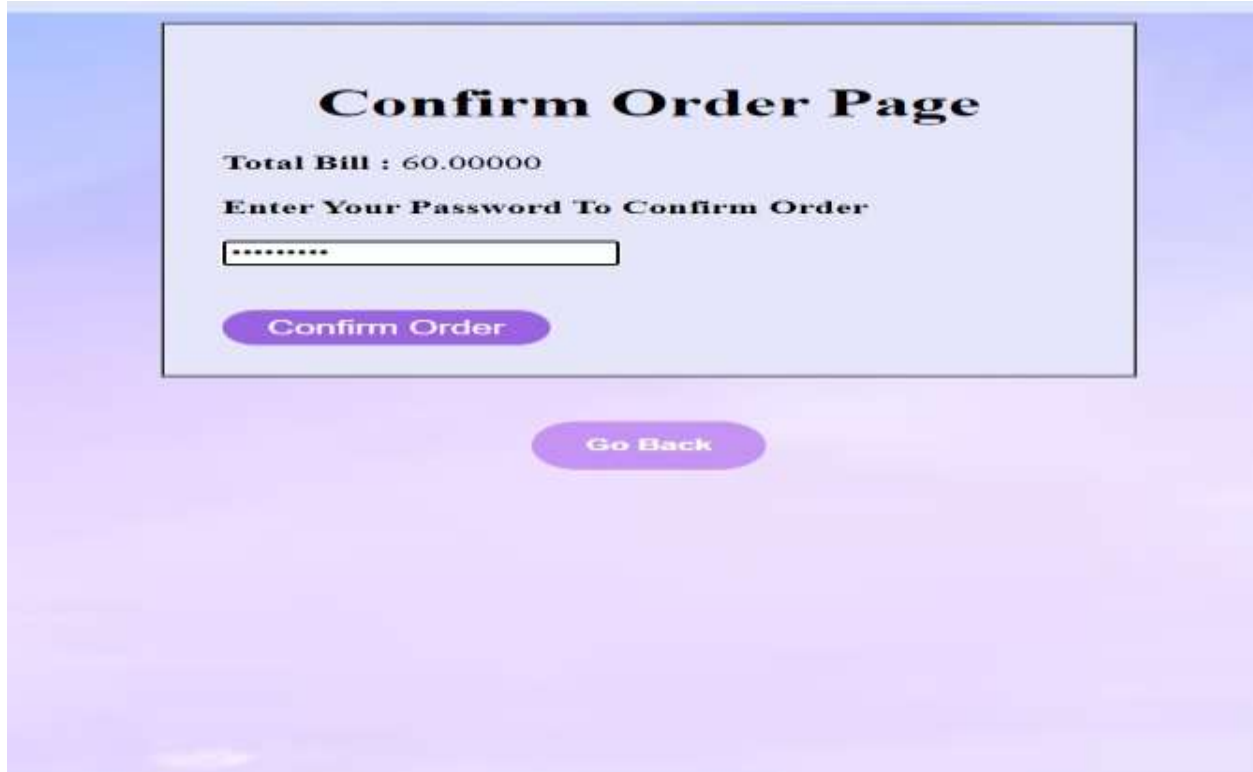 Confirm Order Page
Total Bill : 60.00000
Enter Your Password To Confirm Order
•••••••••
Confirm Order
Go Back